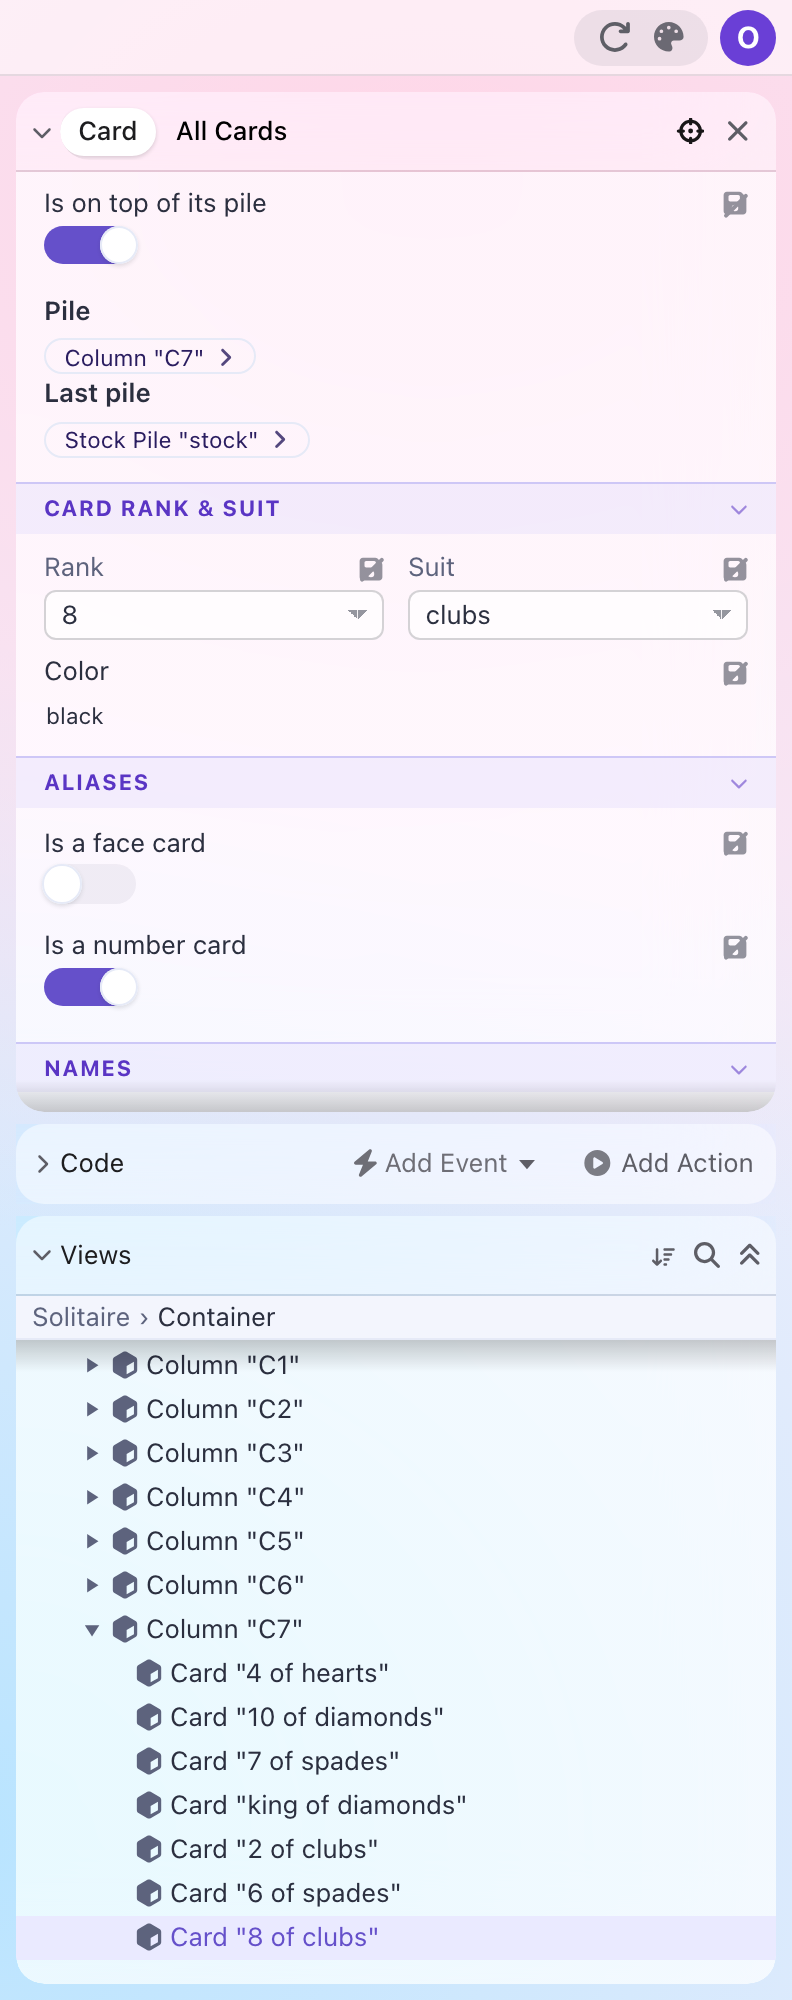 O
Card All Cards
Is on top of its pile
Pile
Column "C7"
Last pile
Stock Pile "stock"
CARD RANK & SUIT
Rank Suit
8 clubs
Color
black
ALIASES
Is a face card
Is a number card
NAMES
Code Add Event Add Action
Views
Solitaire › Container
Column "C1"
Column "C2"
Column "C3"
Column "C4"
Column "C5"
Column "C6"
Column "C7"
Card "4 of hearts"
Card "10 of diamonds"
Card "7 of spades"
Card "king of diamonds"
Card "2 of clubs"
Card "6 of spades"
Card "8 of clubs"